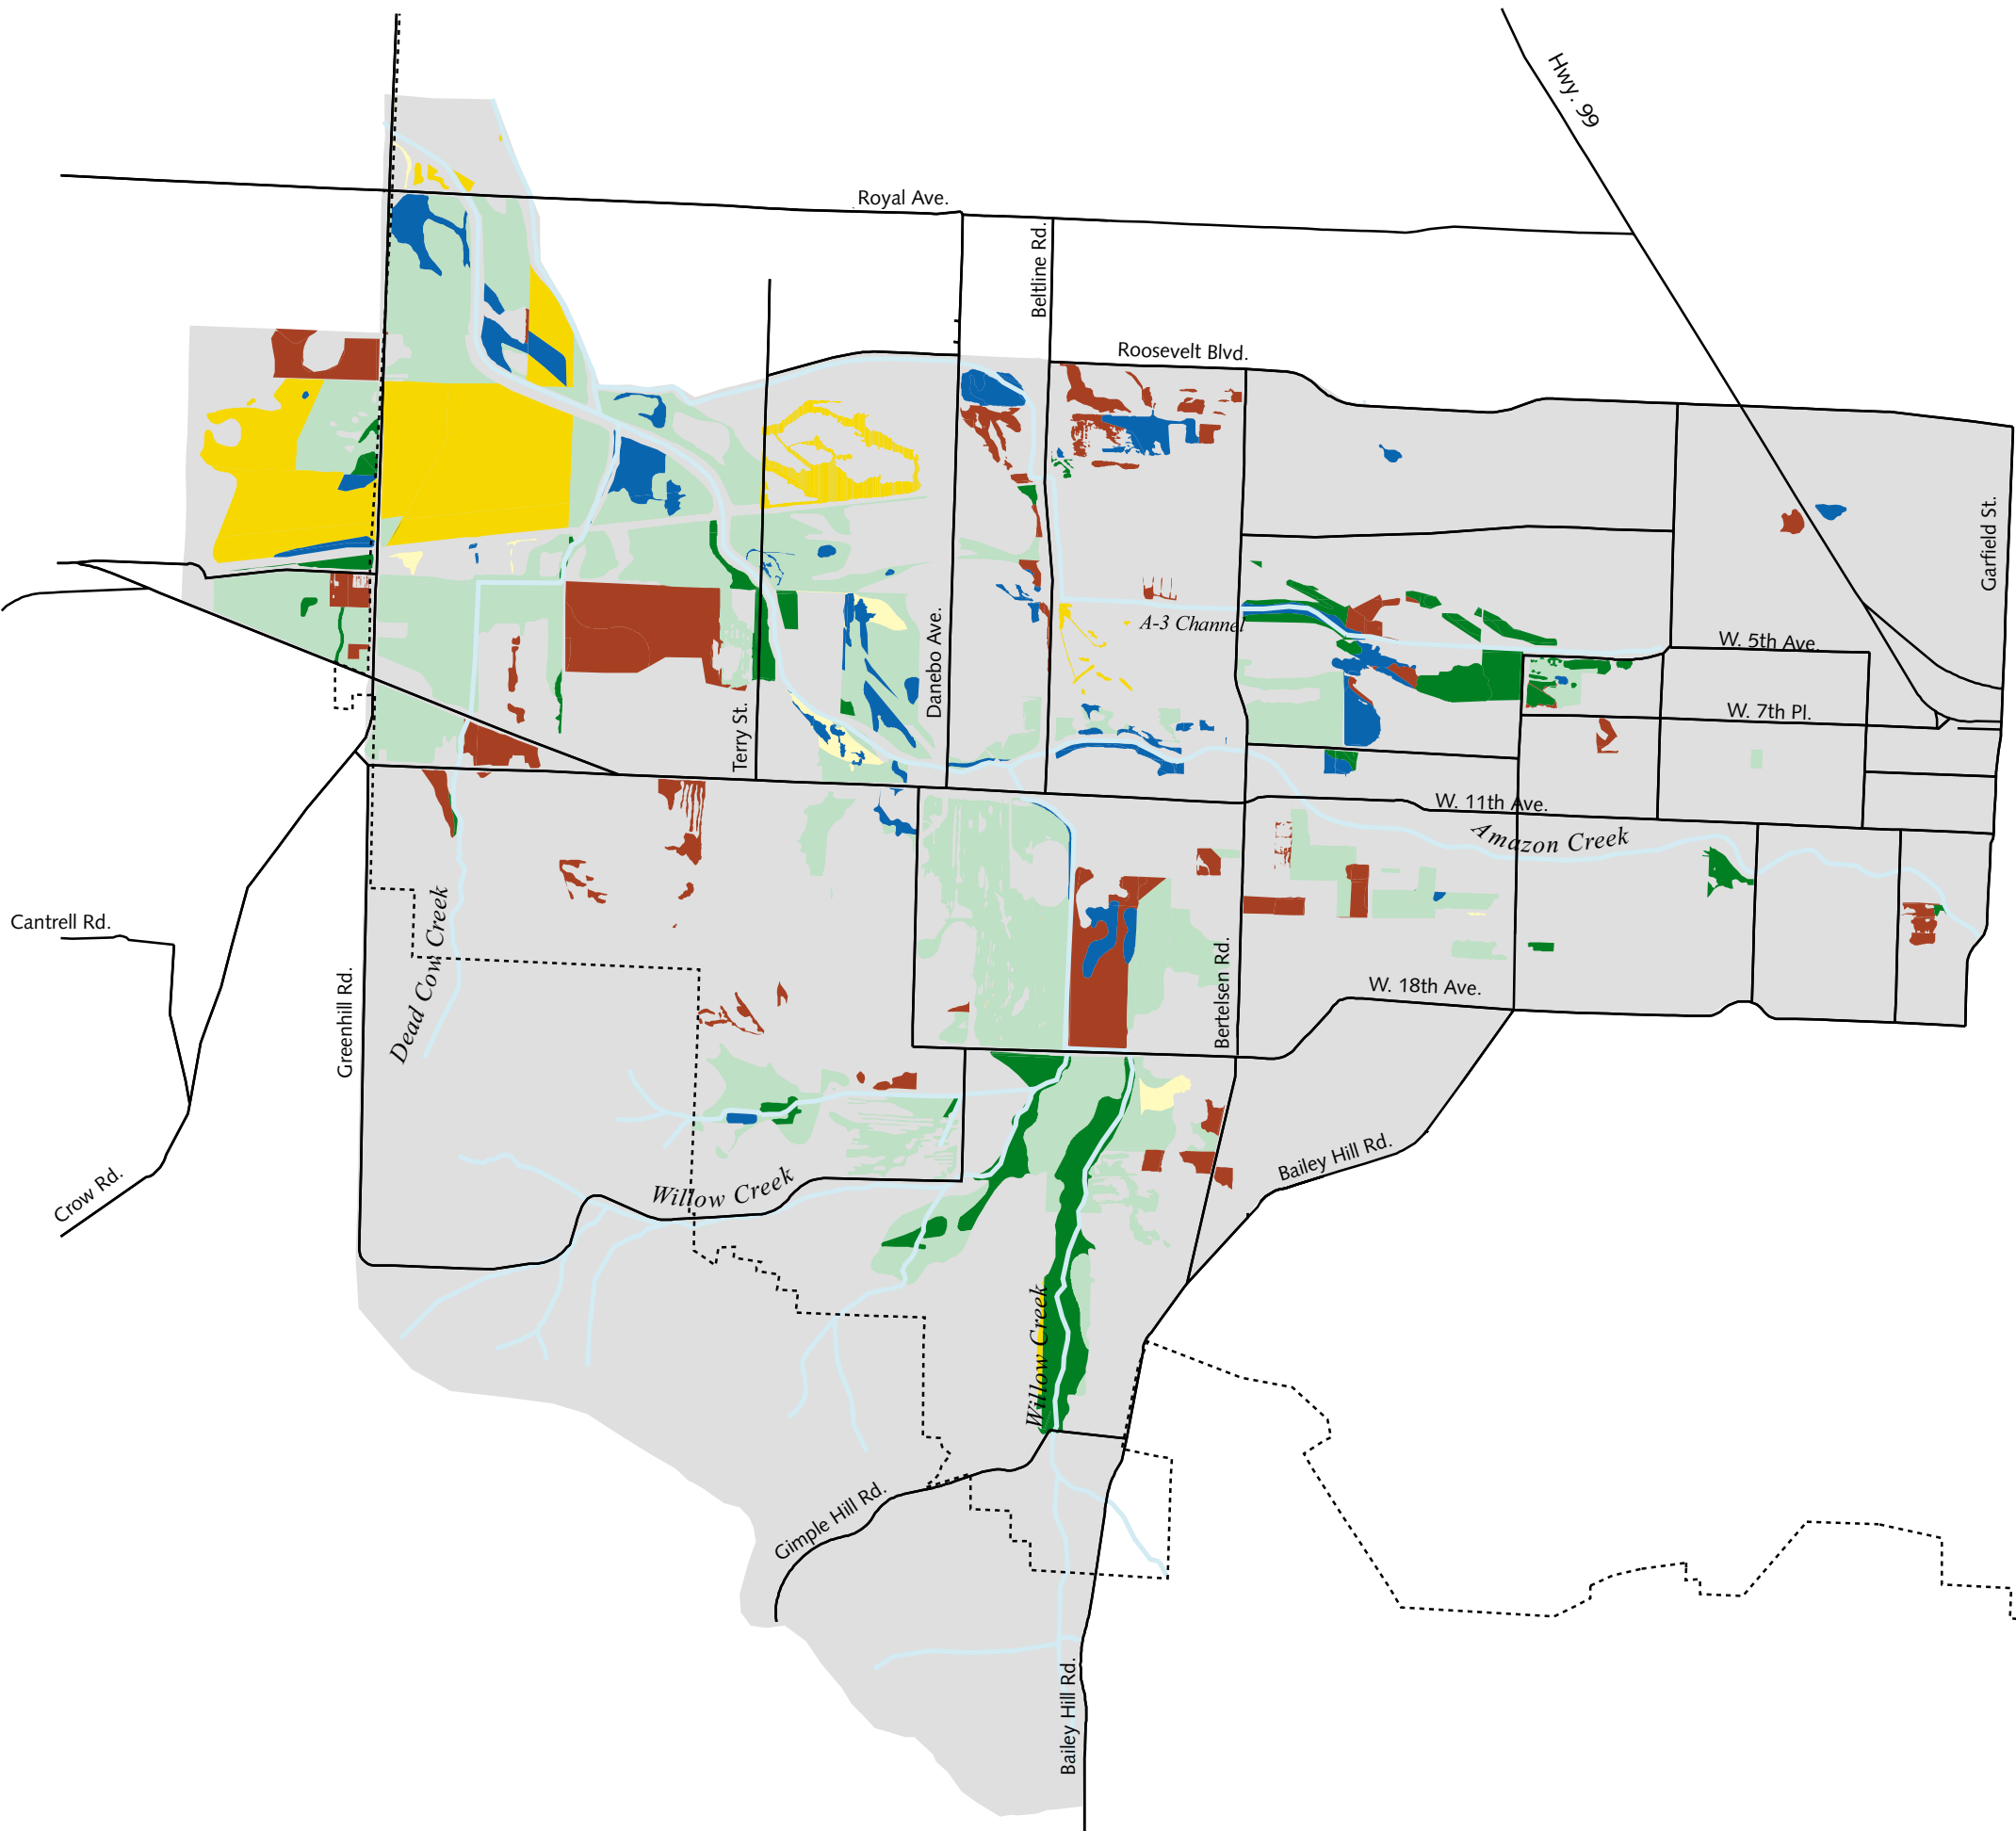 Hwy. 99
Royal Ave.
Beltline Rd.
Roosevelt Blvd.
Garfield St.
A-3 Channel
W. 5th Ave.
Danebo Ave.
Terry St.
W. 7th Pl.
W. 11th Ave.
Amazon Creek
Cantrell Rd.
Dead Cow Creek
Greenhill Rd.
Bertelsen Rd.
W. 18th Ave.
Bailey Hill Rd.
Crow Rd.
Willow Creek
Willow Creek
Gimple Hill Rd.
Bailey Hill Rd.